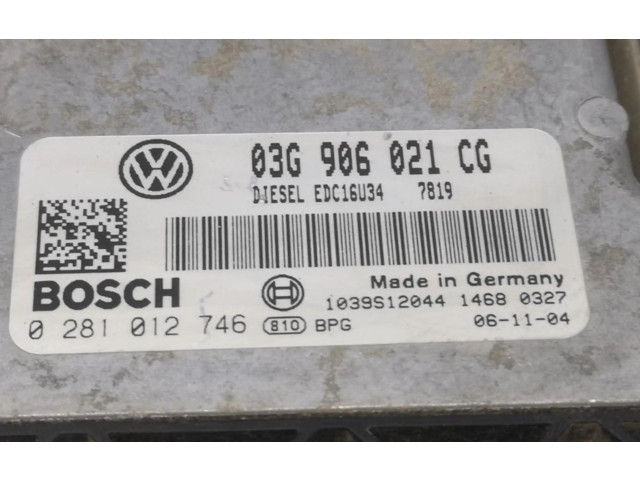 03G 906 021 CG
DIESEL EDC16U34 7819
BOSCH
Made in Germany
1039S12044 1468 0327
0 281 012 746 810 BPG 06-11-04